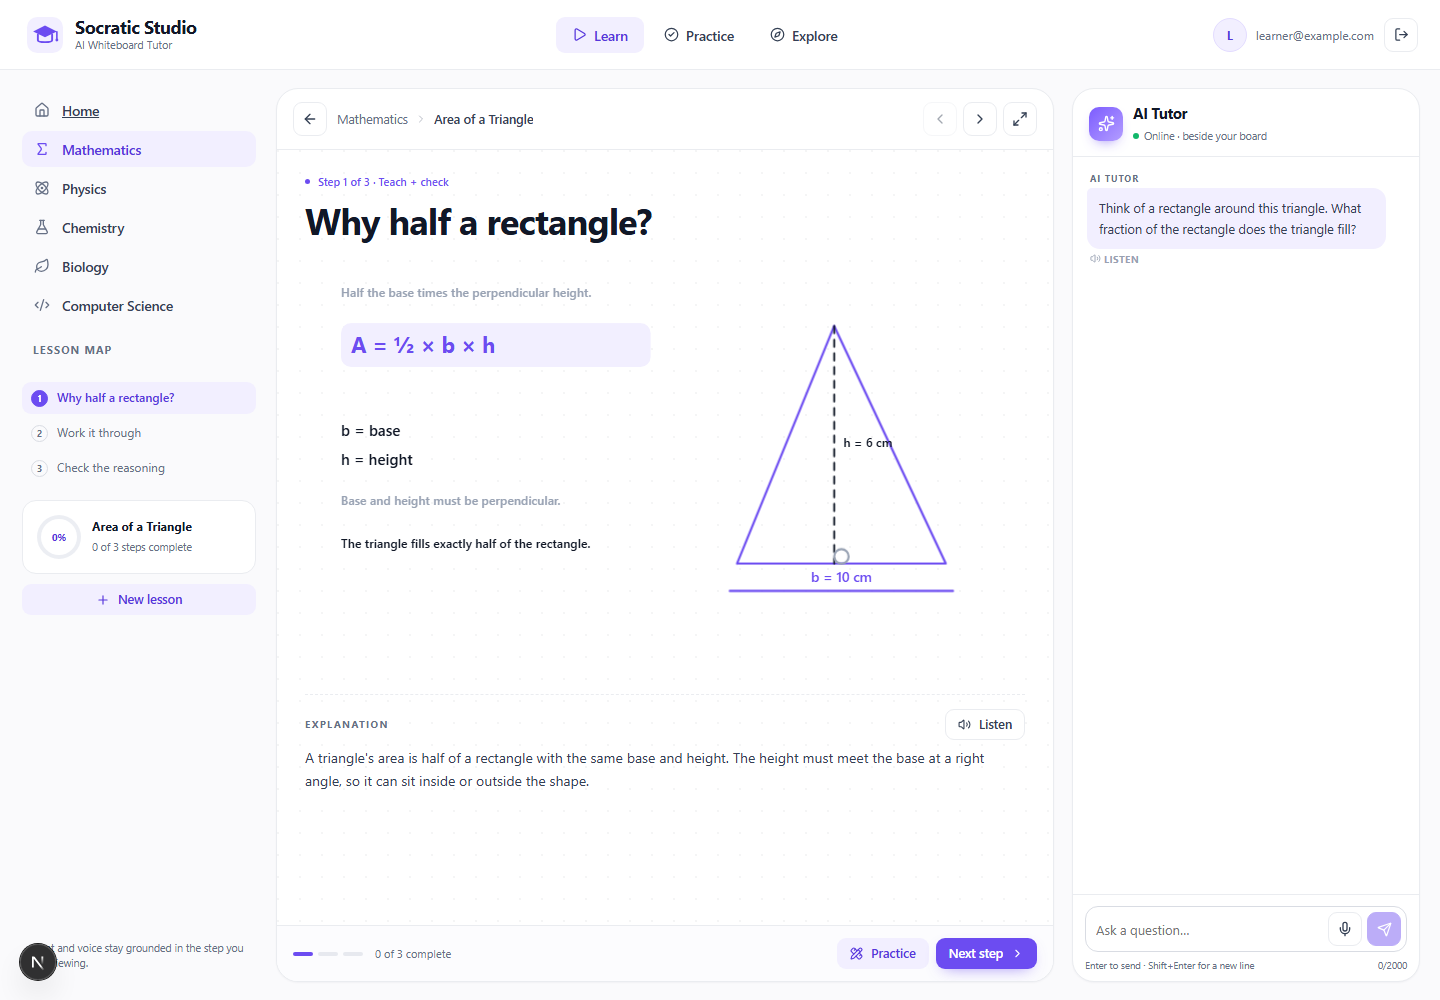 Socratic Studio
AI Whiteboard Tutor
Learn
Practice
Explore
L
learner@example.com
Home
Mathematics
Physics
Chemistry
Biology
Computer Science
LESSON MAP
1 Why half a rectangle?
2 Work it through
3 Check the reasoning
0%
Area of a Triangle
0 of 3 steps complete
+ New lesson
and voice stay grounded in the step you
N
Mathematics > Area of a Triangle
Step 1 of 3 · Teach + check
Why half a rectangle?
Half the base times the perpendicular height.
A = ½ × b × h
b = base
h = height
Base and height must be perpendicular.
The triangle fills exactly half of the rectangle.
h = 6 cm
b = 10 cm
EXPLANATION
Listen
A triangle's area is half of a rectangle with the same base and height. The height must meet the base at a right
angle, so it can sit inside or outside the shape.
0 of 3 complete
Practice
Next step
AI Tutor
Online · beside your board
AI TUTOR
Think of a rectangle around this triangle. What
fraction of the rectangle does the triangle fill?
LISTEN
Ask a question...
Enter to send · Shift+Enter for a new line
0/2000